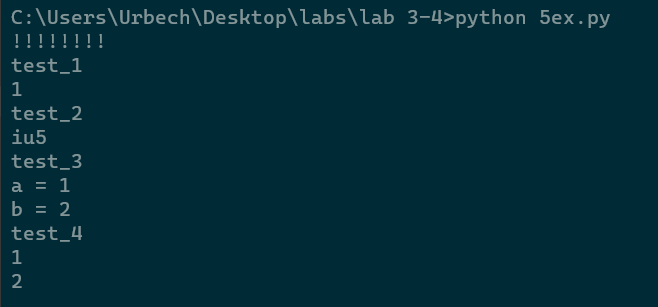 C:\Users\Urbech\Desktop\labs\lab 3-4>python 5ex.py
!!!!!!!!
test_1
1
test_2
iu5
test_3
a = 1
b = 2
test_4
1
2